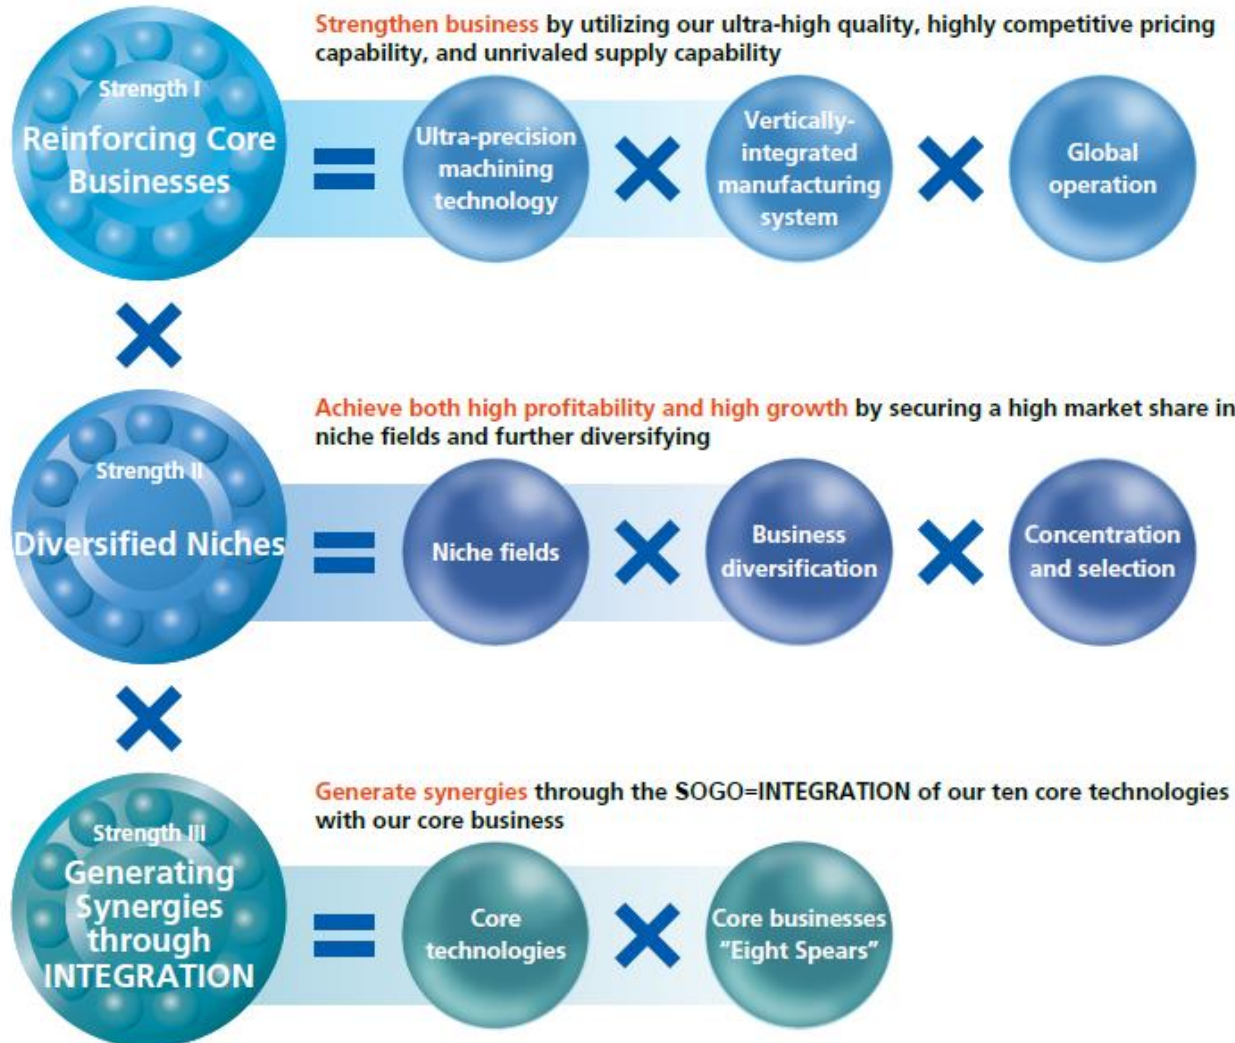 Strengthen business by utilizing our ultra-high quality, highly competitive pricing
capability, and unrivaled supply capability
Strength I
Reinforcing Core
Businesses
=
Ultra-precision
machining
technology
×
Vertically-
integrated
manufacturing
system
×
Global
operation
×
Achieve both high profitability and high growth by securing a high market share in
niche fields and further diversifying
Strength II
Diversified Niches
=
Niche fields
×
Business
diversification
×
Concentration
and selection
×
Generate synergies through the SOGO=INTEGRATION of our ten core technologies
with our core business
Strength III
Generating
Synergies
through
INTEGRATION
=
Core
technologies
×
Core businesses
"Eight Spears"